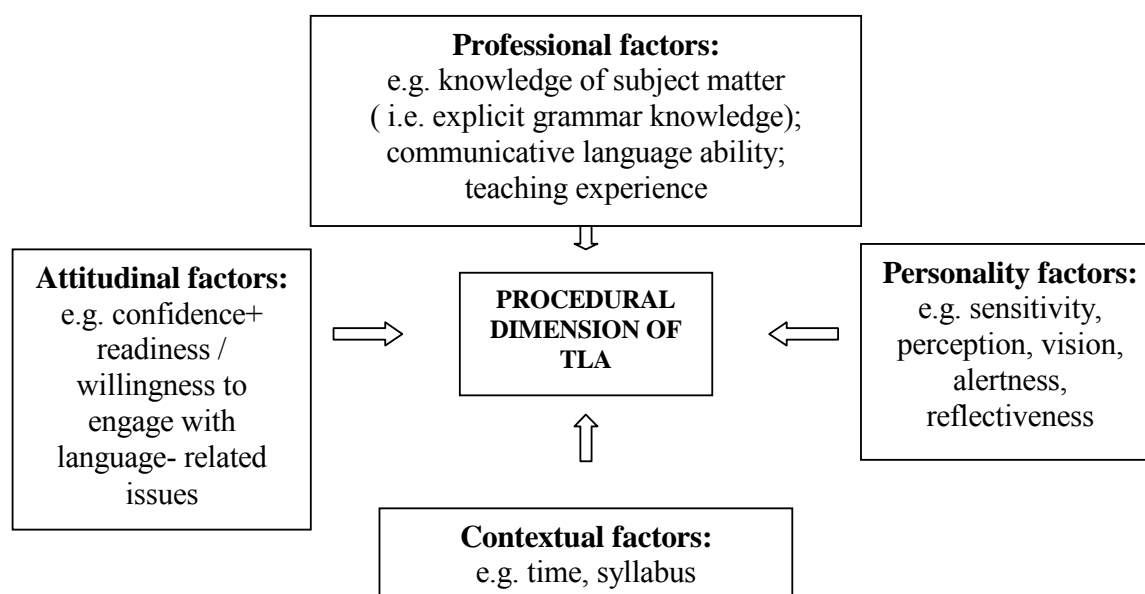 Professional factors:
e.g. knowledge of subject matter
( i.e. explicit grammar knowledge);
communicative language ability;
teaching experience
Attitudinal factors:
e.g. confidence+
readiness /
willingness to
engage with
language- related
issues
PROCEDURAL
DIMENSION OF
TLA
Personality factors:
e.g. sensitivity,
perception, vision,
alertness,
reflectiveness
Contextual factors:
e.g. time, syllabus